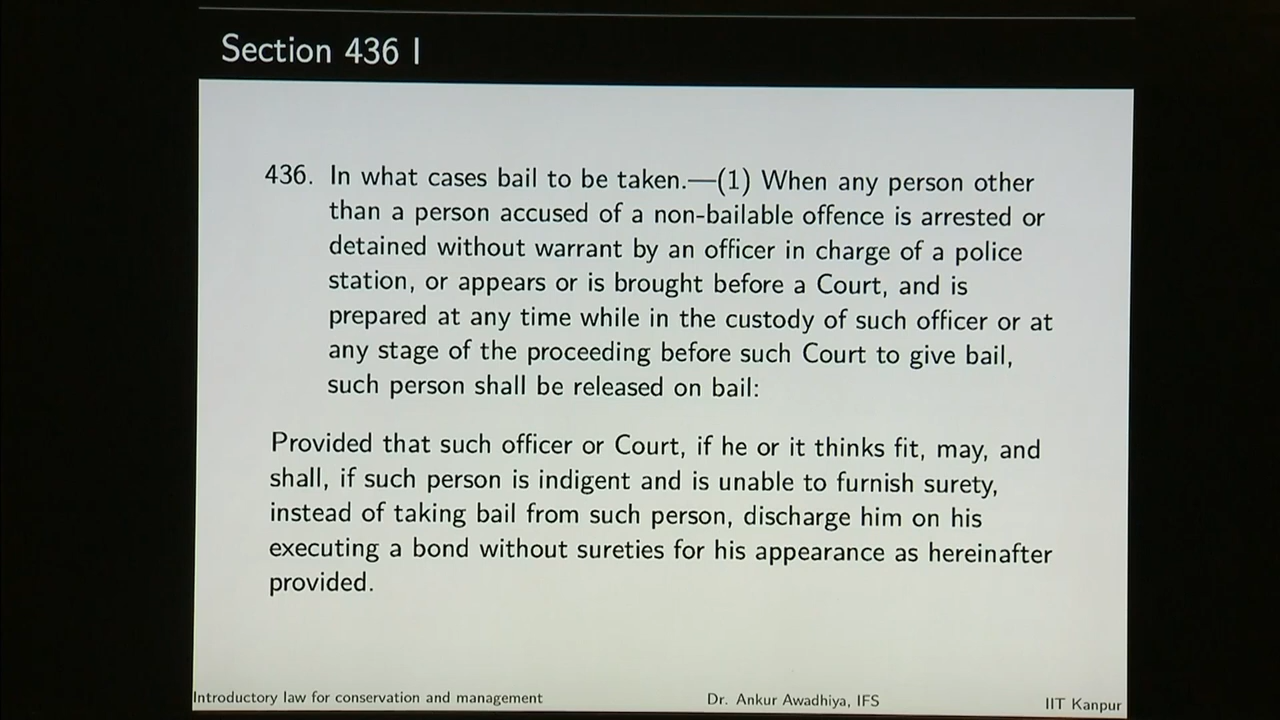 Section 436 I
436. In what cases bail to be taken.—(1) When any person other
than a person accused of a non-bailable offence is arrested or
detained without warrant by an officer in charge of a police
station, or appears or is brought before a Court, and is
prepared at any time while in the custody of such officer or at
any stage of the proceeding before such Court to give bail,
such person shall be released on bail:
Provided that such officer or Court, if he or it thinks fit, may, and
shall, if such person is indigent and is unable to furnish surety,
instead of taking bail from such person, discharge him on his
executing a bond without sureties for his appearance as hereinafter
provided.
Introductory law for conservation and management Dr. Ankur Awadhiya, IFS IIT Kanpur